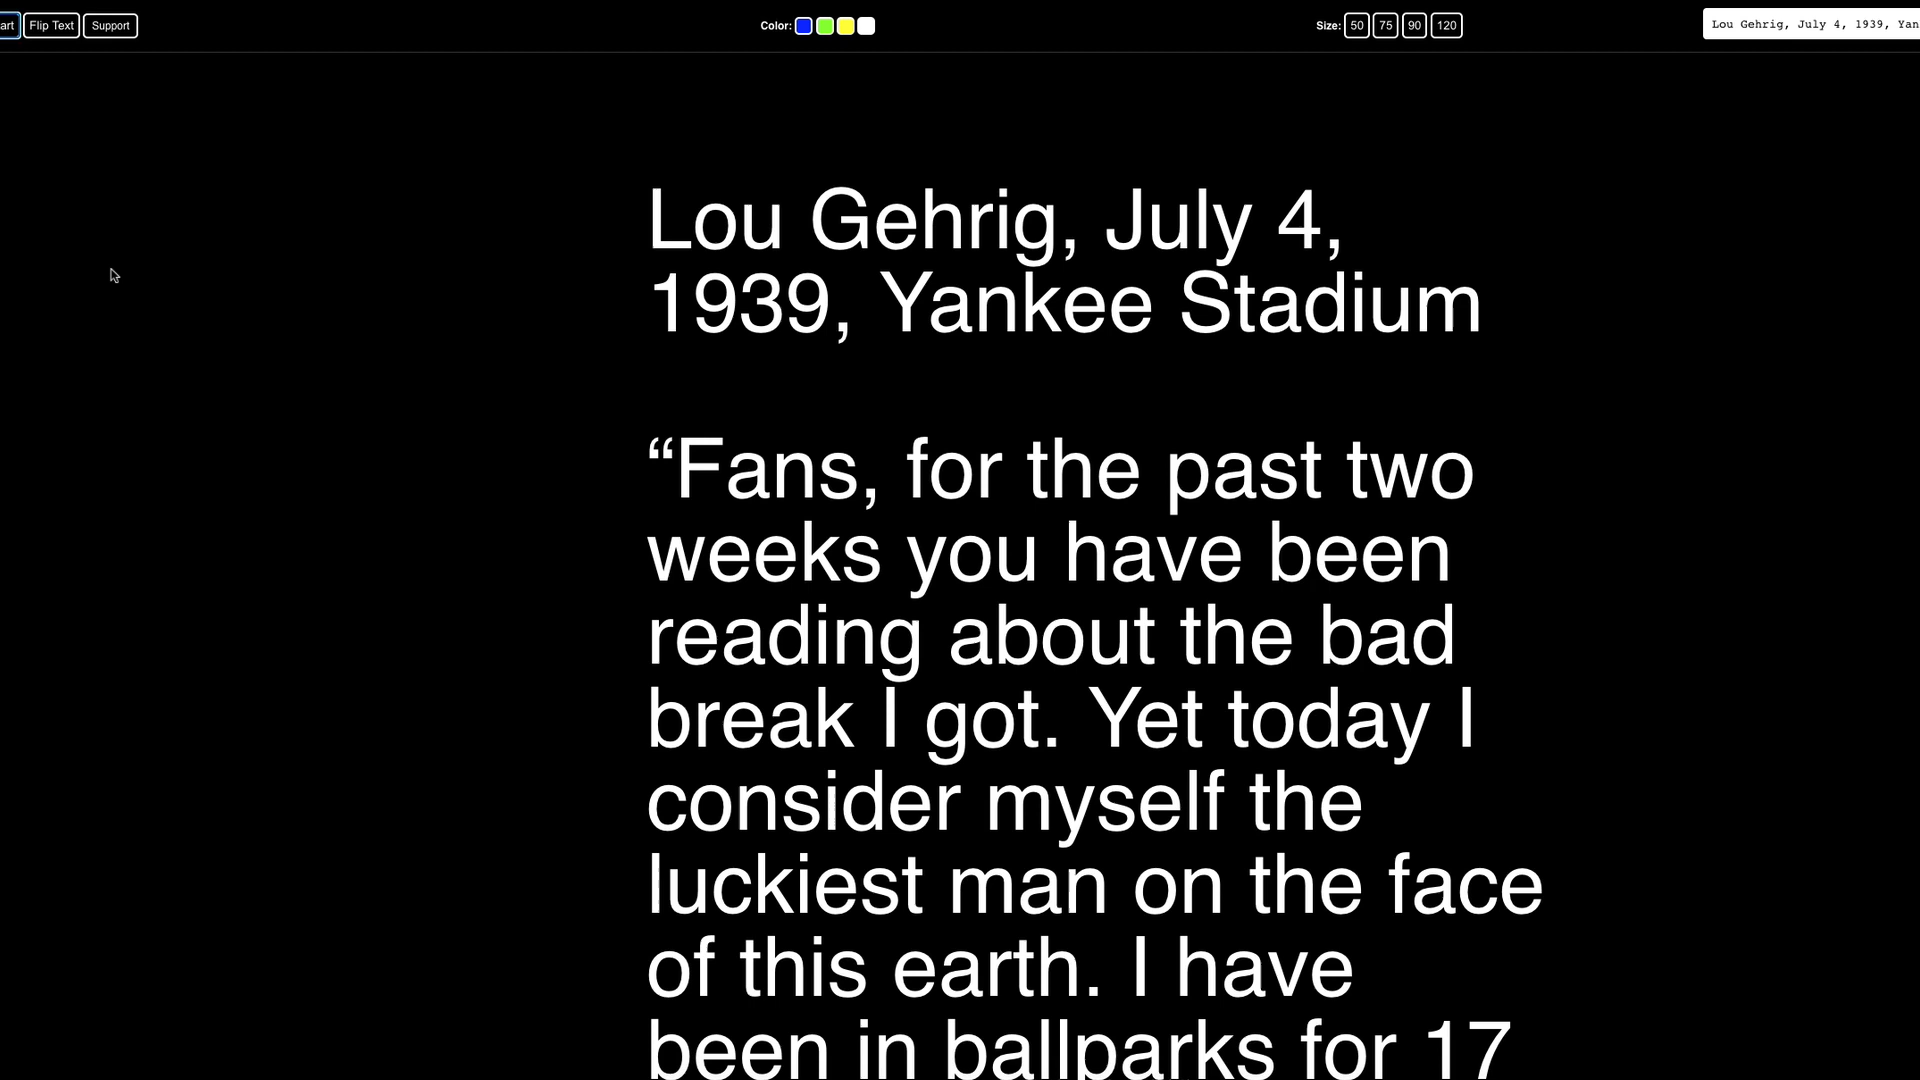 art Flip Text Support Color: Size: 50 75 90 120 Lou Gehrig, July 4, 1939, Yan
Lou Gehrig, July 4,
1939, Yankee Stadium
“Fans, for the past two
weeks you have been
reading about the bad
break I got. Yet today I
consider myself the
luckiest man on the face
of this earth. I have
been in ballparks for 17